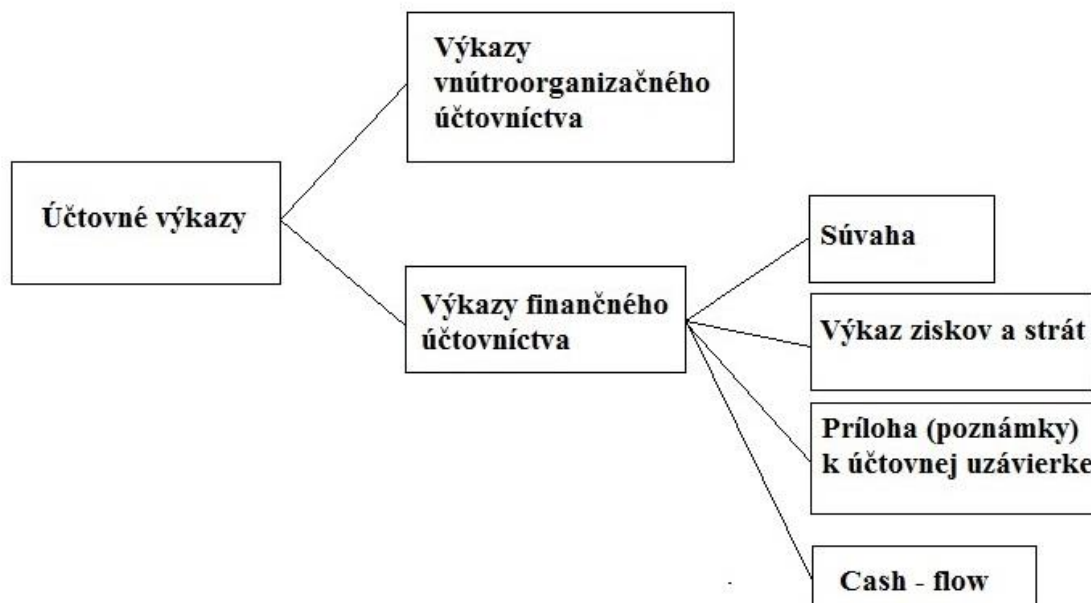 Výkazy
vnútroorganizačného
účtovníctva
Účtovné výkazy
Výkazy finančného
účtovníctva
Súvaha
Výkaz ziskov a strát
Príloha (poznámky)
k účtovnej uzávierke
Cash - flow